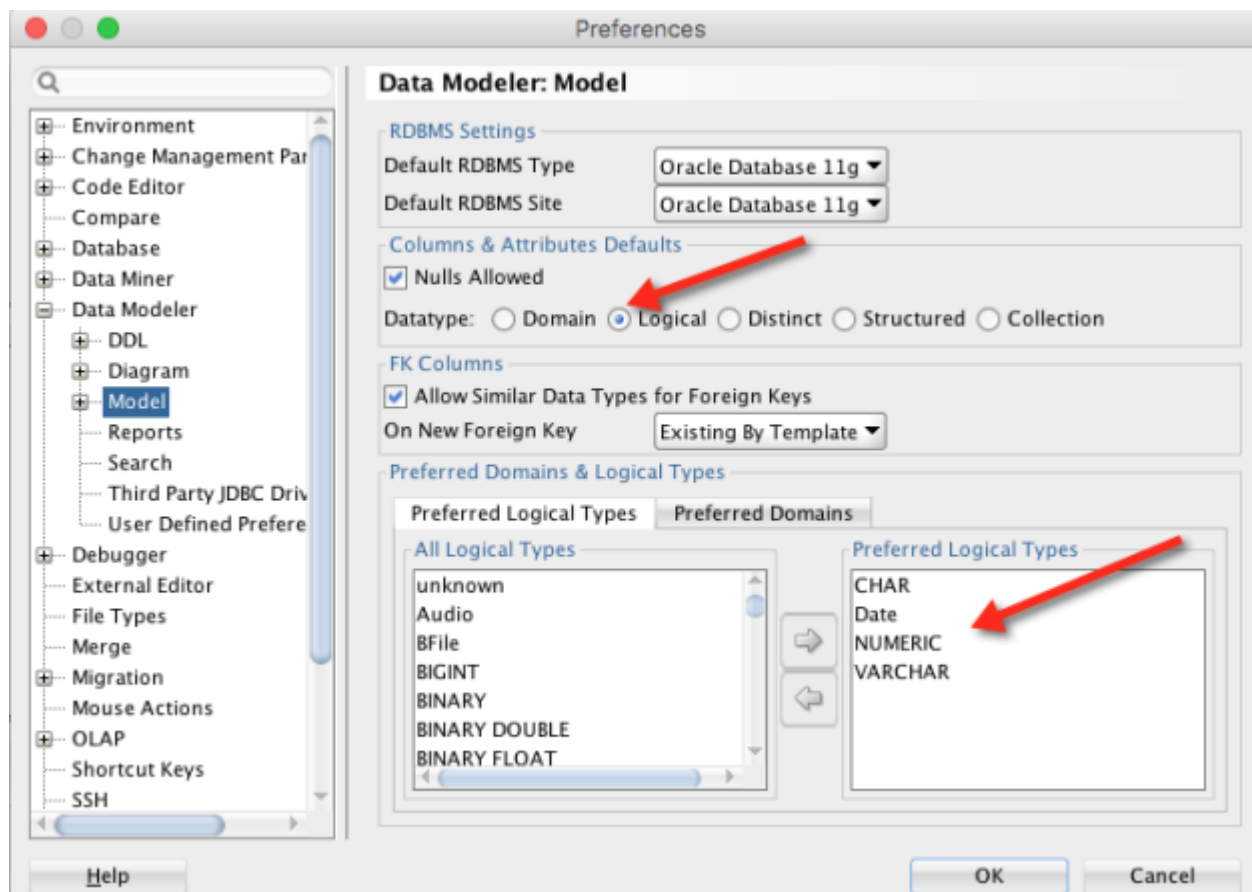 Preferences
Environment
Change Management Par
Code Editor
Compare
Database
Data Miner
Data Modeler
DDL
Diagram
Model
Reports
Search
Third Party JDBC Driv
User Defined Prefere
Debugger
External Editor
File Types
Merge
Migration
Mouse Actions
OLAP
Shortcut Keys
SSH
Data Modeler: Model
RDBMS Settings
Default RDBMS Type Oracle Database 11g
Default RDBMS Site Oracle Database 11g
Columns & Attributes Defaults
Nulls Allowed
Datatype: Domain Logical Distinct Structured Collection
FK Columns
Allow Similar Data Types for Foreign Keys
On New Foreign Key Existing By Template
Preferred Domains & Logical Types
Preferred Logical Types Preferred Domains
All Logical Types
unknown
Audio
BFile
BIGINT
BINARY
BINARY DOUBLE
BINARY FLOAT
Preferred Logical Types
CHAR
Date
NUMERIC
VARCHAR
Help OK Cancel